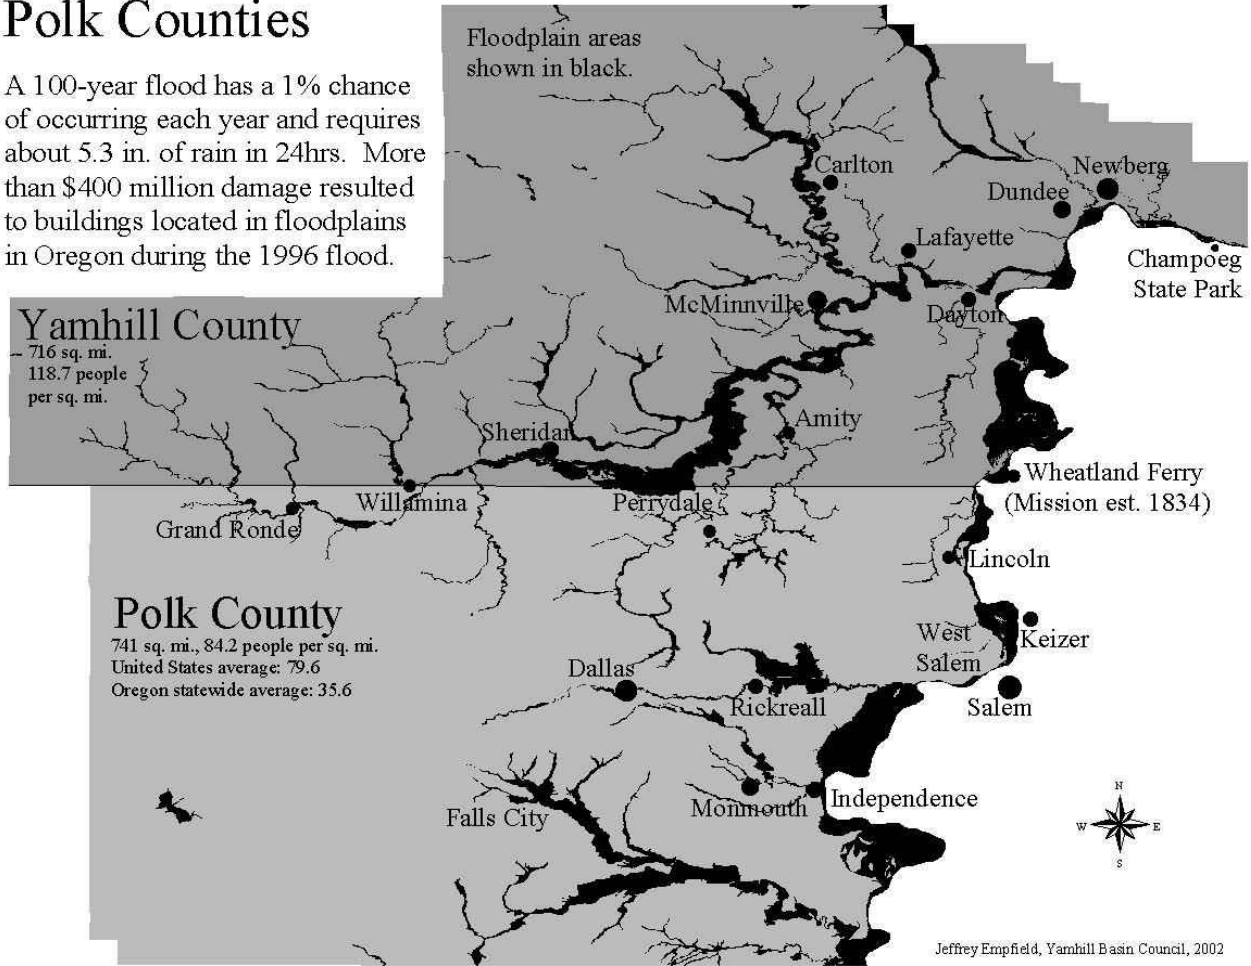 Polk Counties
A 100-year flood has a 1% chance
of occurring each year and requires
about 5.3 in. of rain in 24hrs. More
than $400 million damage resulted
to buildings located in floodplains
in Oregon during the 1996 flood.
Floodplain areas
shown in black.
Carlton
Newberg
Dundee
Lafayette
Champoeg
State Park
McMinnville
Dayton
Yamhill County
716 sq. mi.
118.7 people
per sq. mi.
Amity
Sheridan
Wheatland Ferry
(Mission est. 1834)
Willamina
Perrydale
Grand Ronde
Lincoln
Polk County
741 sq. mi., 84.2 people per sq. mi.
United States average: 79.6
Oregon statewide average: 35.6
West
Salem
Keizer
Dallas
Rickreall
Salem
Monmouth
Independence
Falls City
N
W E
S
Jeffrey Empfield, Yamhill Basin Council, 2002